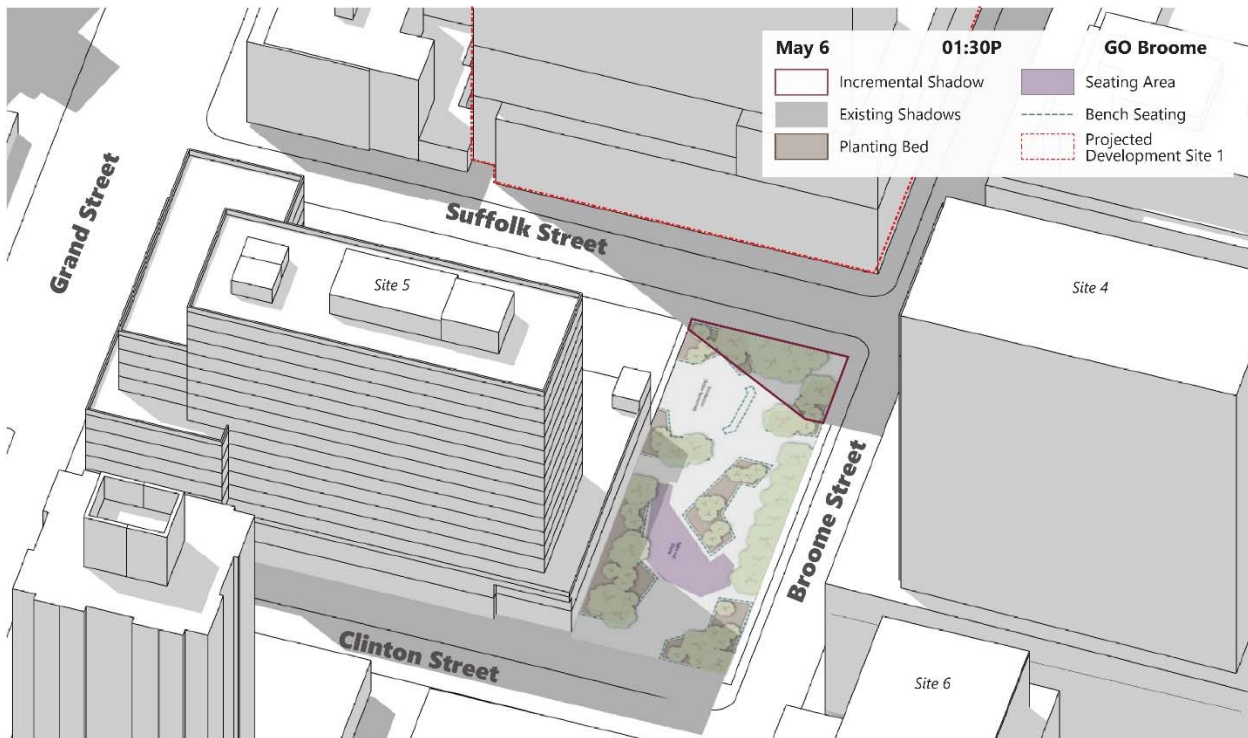 May 6 01:30P GO Broome
Incremental Shadow Seating Area
Existing Shadows Bench Seating
Planting Bed Projected
Development Site 1
Grand Street
Suffolk Street
Site 5
Site 4
Broome Street
Clinton Street
Site 6